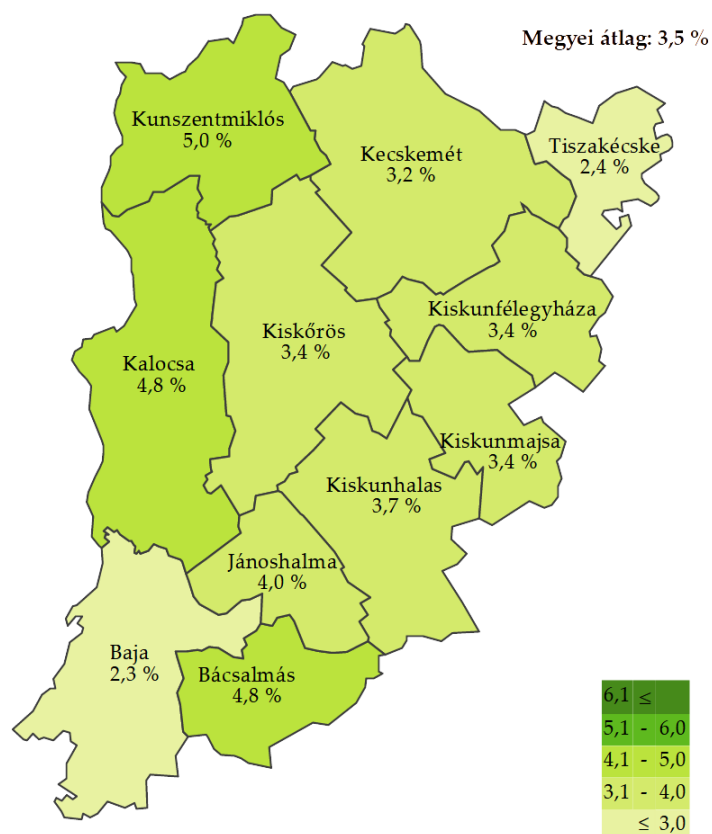 Megyei átlag: 3,5 %
Kunszentmiklós
5,0 %
Kecskemét
3,2 %
Tiszakécske
2,4 %
Kiskunfélegyháza
3,4 %
Kiskőrös
3,4 %
Kalocsa
4,8 %
Kiskunmajsa
3,4 %
Kiskunhalas
3,7 %
Jánoshalma
4,0 %
Baja
2,3 %
Bácsalmás
4,8 %
6,1 ≤
5,1 - 6,0
4,1 - 5,0
3,1 - 4,0
≤ 3,0